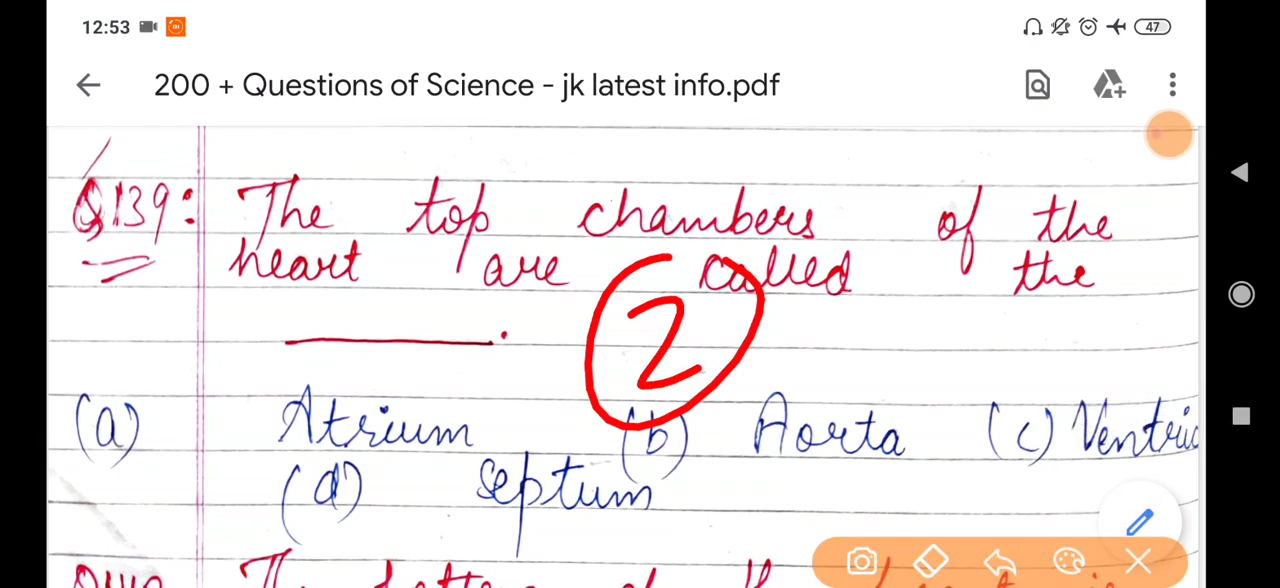 12:53
47
200 + Questions of Science - jk latest info.pdf
Q139: The top chambers of the
heart are called the
________.
2
(a) Atrium (b) Aorta (c) Ventric
(d) Septum